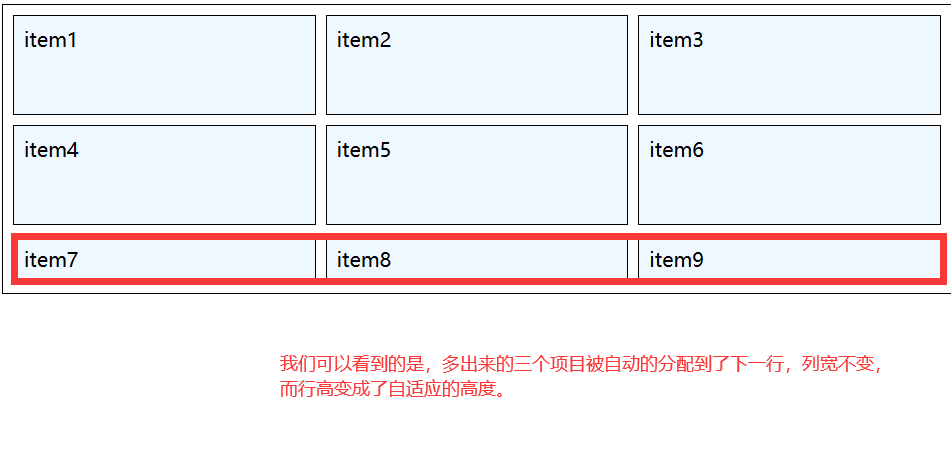 item1 item2 item3
item4 item5 item6
item7 item8 item9
我们可以看到的是，多出来的三个项目被自动的分配到了下一行，列宽不变，
而行高变成了自适应的高度。